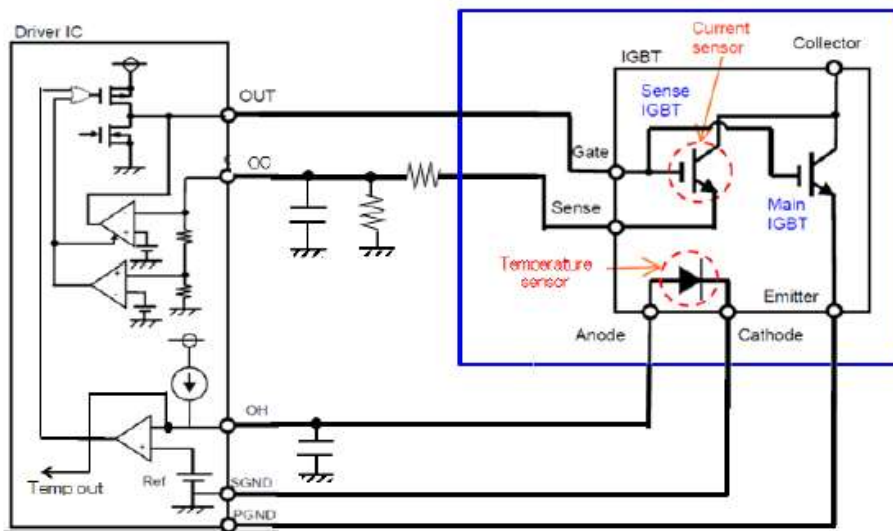 Driver IC
OUT
OC
OH
SGND
PGND
Ref
Temp out
Current
sensor
Collector
IGBT
Sense
IGBT
Gate
Sense
Main
IGBT
Temperature
sensor
Emitter
Anode
Cathode